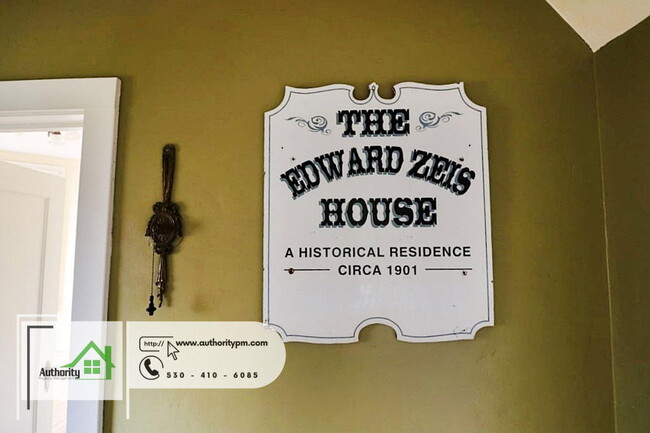 THE
EDWARD ZEIS
HOUSE
A HISTORICAL RESIDENCE
CIRCA 1901
http://
www.authoritypm.com
530 - 410 - 6085
Authority